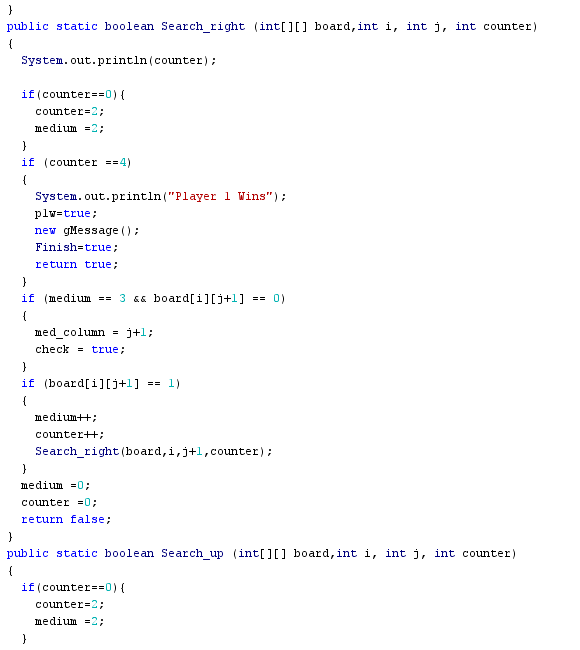 }
public static boolean Search_right (int[][] board,int i, int j, int counter)
{
  System.out.println(counter);

  if(counter==0){
    counter=2;
    medium =2;
  }
  if (counter ==4)
  {
    System.out.println("Player 1 Wins");
    plw=true;
    new gMessage();
    Finish=true;
    return true;
  }
  if (medium == 3 && board[i][j+1] == 0)
  {
    med_column = j+1;
    check = true;
  }
  if (board[i][j+1] == 1)
  {
    medium++;
    counter++;
    Search_right(board,i,j+1,counter);
  }
  medium =0;
  counter =0;
  return false;
}
public static boolean Search_up (int[][] board,int i, int j, int counter)
{
  if(counter==0){
    counter=2;
    medium =2;
  }